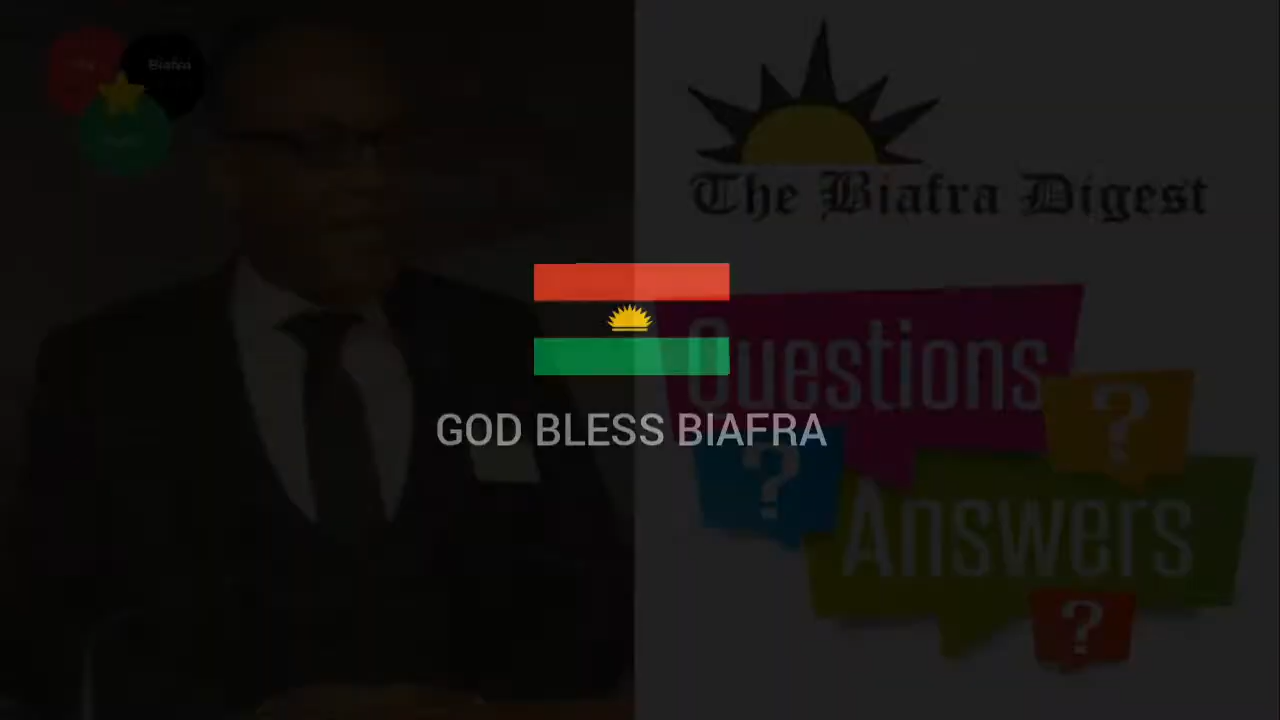 Biafra
The Biafra Digest
Questions
?
?
Answers
?
GOD BLESS BIAFRA